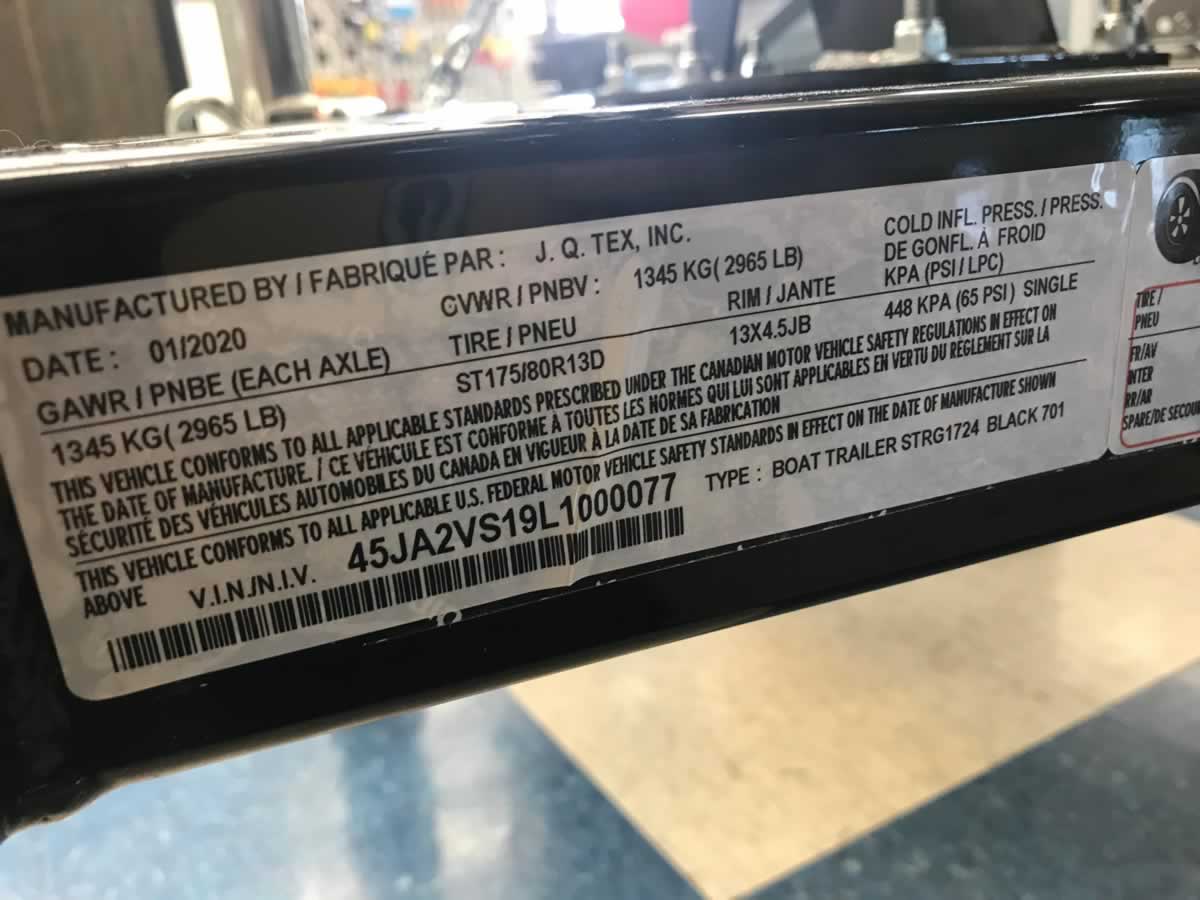 MANUFACTURED BY / FABRIQUÉ PAR : J. Q. TEX, INC.
DATE : 01/2020 GVWR / PNBV : 1345 KG( 2965 LB) COLD INFL. PRESS. / PRESS.
DE GONFL. À FROID
GAWR / PNBE (EACH AXLE) TIRE / PNEU RIM / JANTE KPA (PSI / LPC)
1345 KG( 2965 LB) ST175/80R13D 13X4.5JB 448 KPA (65 PSI) SINGLE
THIS VEHICLE CONFORMS TO ALL APPLICABLE STANDARDS PRESCRIBED UNDER THE CANADIAN MOTOR VEHICLE SAFETY REGULATIONS IN EFFECT ON
THE DATE OF MANUFACTURE. / CE VÉHICULE EST CONFORME À TOUTES LES NORMES QUI LUI SONT APPLICABLES EN VERTU DU RÈGLEMENT SUR LA
SÉCURITÉ DES VÉHICULES AUTOMOBILES DU CANADA EN VIGUEUR À LA DATE DE SA FABRICATION
THIS VEHICLE CONFORMS TO ALL APPLICABLE U.S. FEDERAL MOTOR VEHICLE SAFETY STANDARDS IN EFFECT ON THE DATE OF MANUFACTURE SHOWN
ABOVE V.I.N./N.I.V. 45JA2VS19L1000077 TYPE : BOAT TRAILER STRG1724 BLACK 701
TIRE /
PNEU
FR/AV
INTER
RR/AR
SPARE/DE